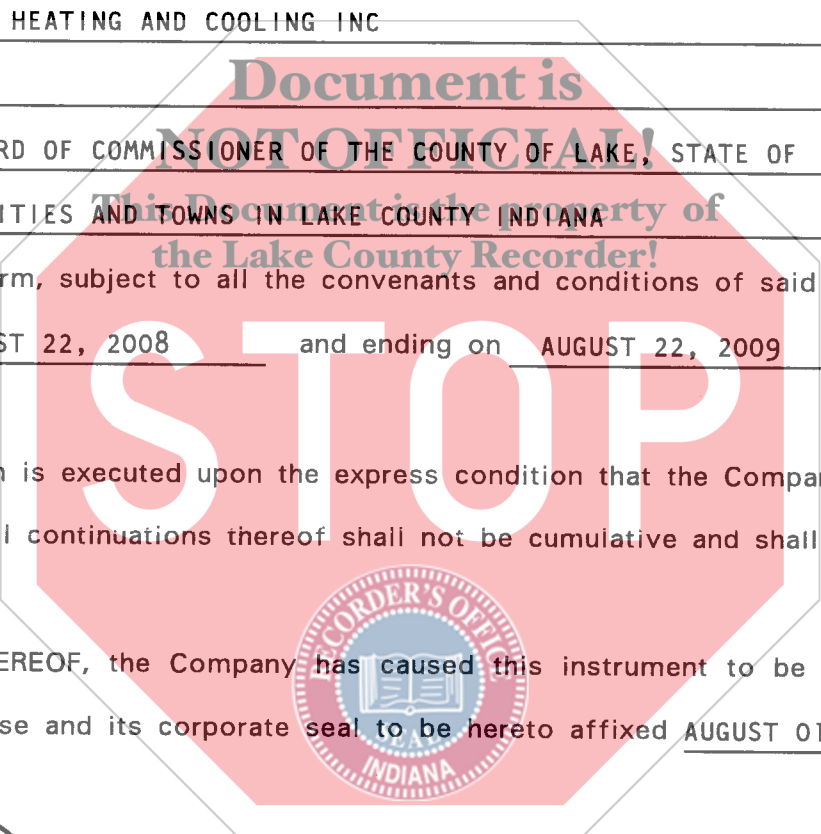 HEATING AND COOLING INC
Document is
NOT OFFICIAL!
RD OF COMMISSIONER OF THE COUNTY OF LAKE, STATE OF
This Document is the property of
ITIES AND TOWNS IN LAKE COUNTY INDIANA
the Lake County Recorder!
rm, subject to all the convenants and conditions of said
ST 22, 2008 and ending on AUGUST 22, 2009
STOP
n is executed upon the express condition that the Compa
l continuations thereof shall not be cumulative and shall
RECORDER'S OFFICE
EREOF, the Company has caused this instrument to be
se and its corporate seal to be hereto affixed AUGUST 01
SEAL
INDIANA